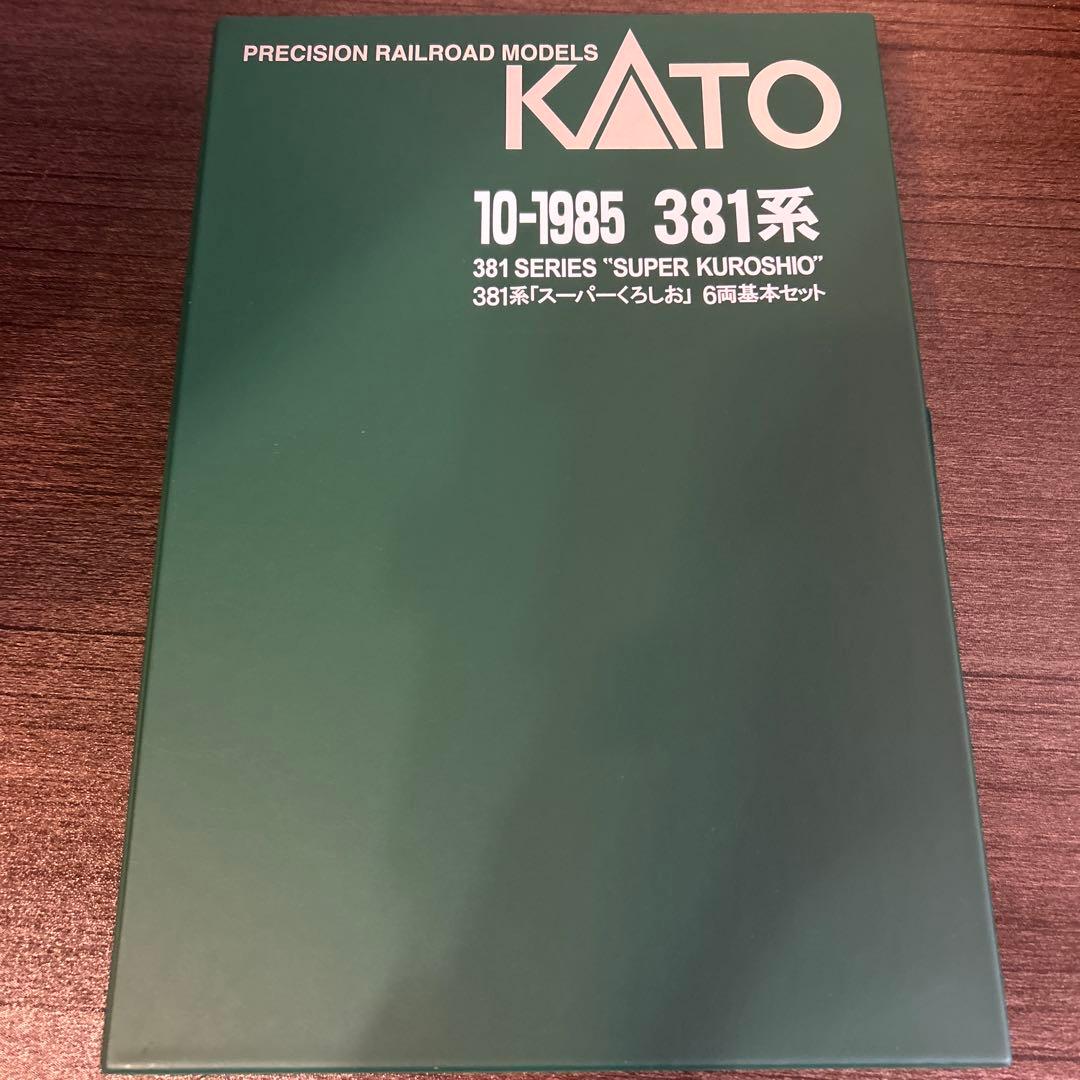 PRECISION RAILROAD MODELS
KATO
10-1985 381系
381 SERIES "SUPER KUROSHIO"
381系「スーパーくろしお」 6両基本セット